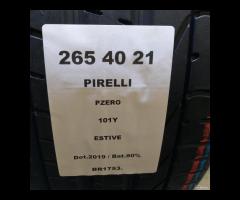 265 40 21
PIRELLI
PZERO
101Y
ESTIVE
Dot.2019 / Bat.80%
BR1753.